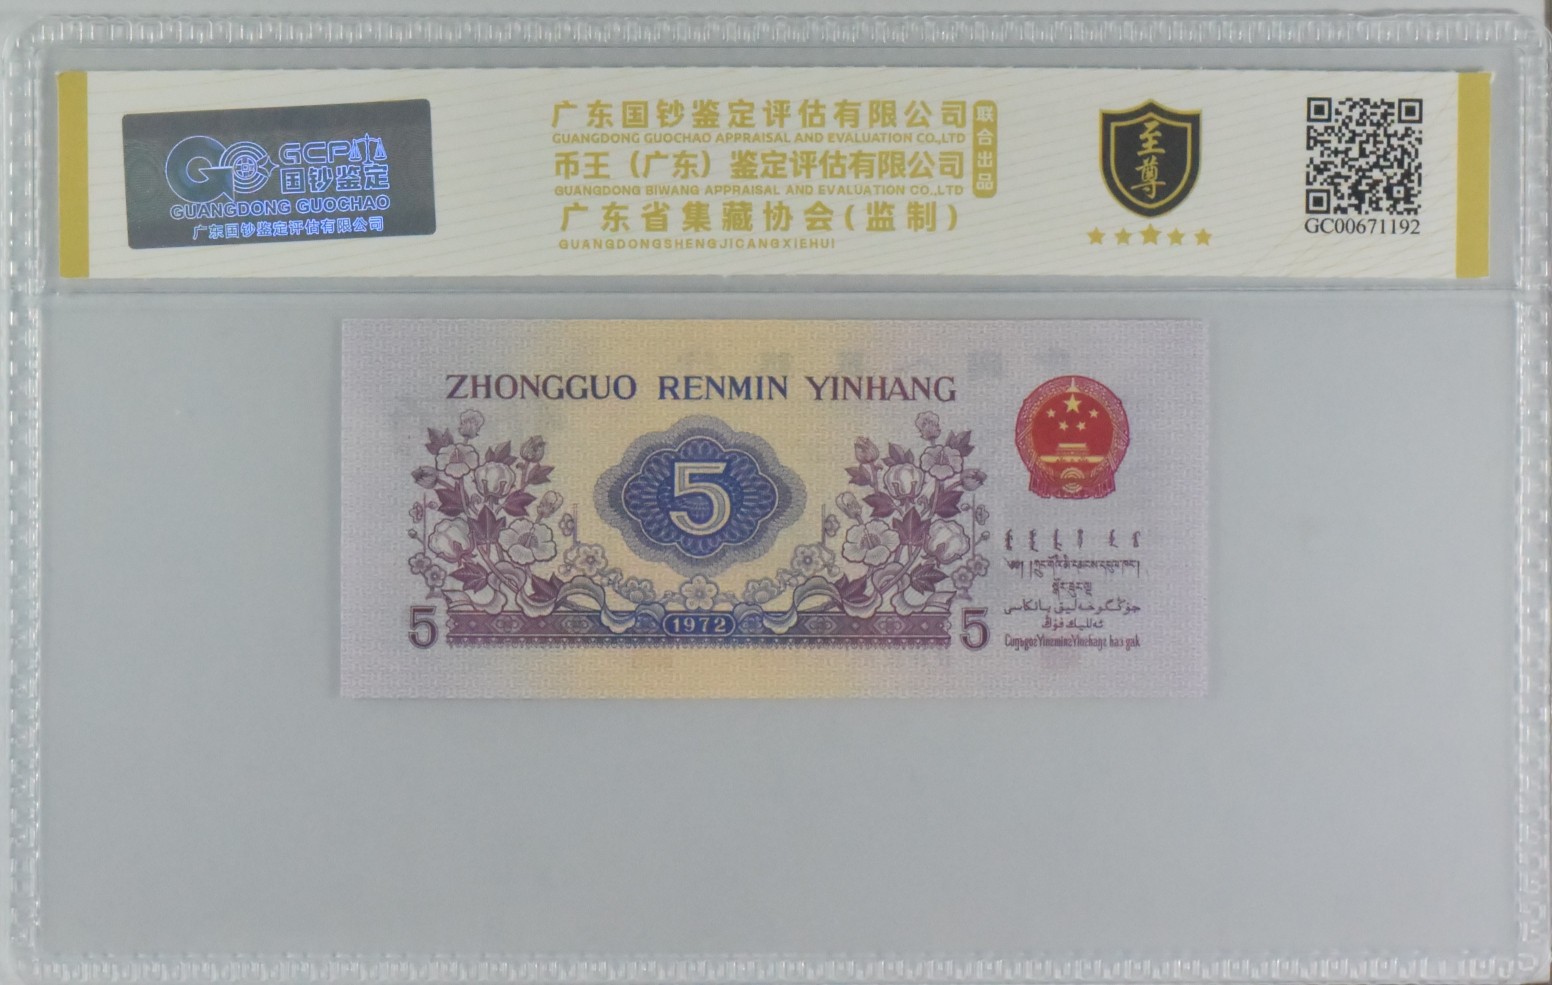 GCP
国钞鉴定
GUANGDONG GUOCHAO
广东国钞鉴定评估有限公司
广东国钞鉴定评估有限公司
GUANGDONG GUOCHAO APPRAISAL AND EVALUATION CO.,LTD
币王（广东）鉴定评估有限公司
GUANGDONG BIWANG APPRAISAL AND EVALUATION CO.,LTD
广东省集藏协会(监制)
GUANGDONGSHENGJICANGXIEHUI
联合出品
至尊
GC00671192
ZHONGGUO RENMIN YINHANG
5
5
1972
5
جۇڭگوخەلىق بانكاسى